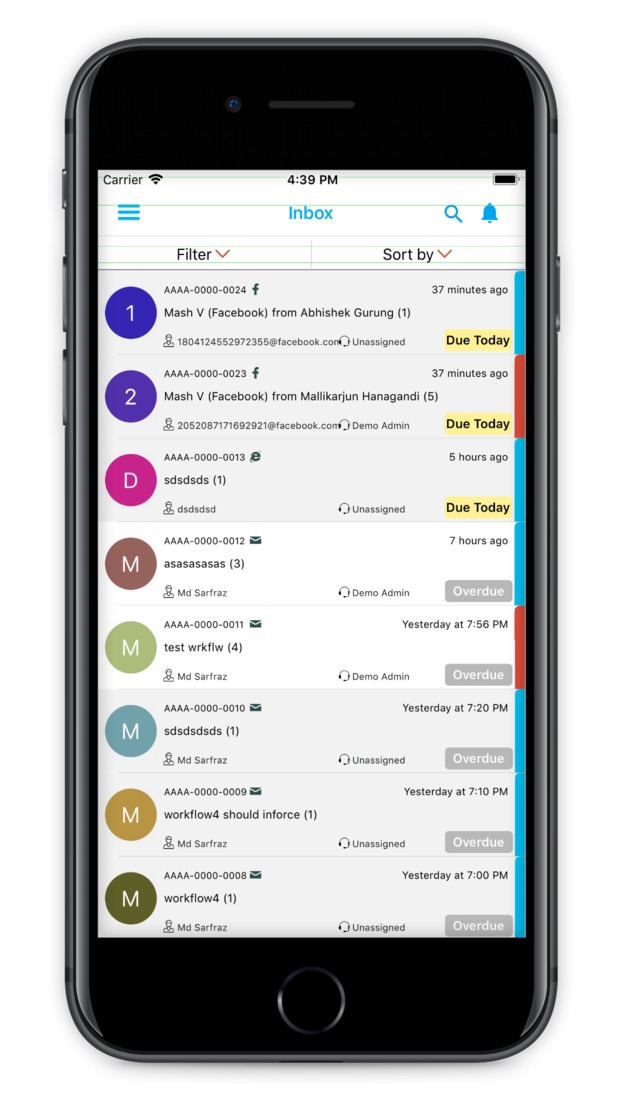 Carrier 4:39 PM
Inbox
Filter Sort by
1
AAAA-0000-0024 37 minutes ago
Mash V (Facebook) from Abhishek Gurung (1)
1804124552972355@facebook.com Unassigned Due Today
2
AAAA-0000-0023 37 minutes ago
Mash V (Facebook) from Mallikarjun Hanagandi (5)
2052087171692921@facebook.com Demo Admin Due Today
D
AAAA-0000-0013 5 hours ago
sdsdsds (1)
dsdsdsd Unassigned Due Today
M
AAAA-0000-0012 7 hours ago
asasasasas (3)
Md Sarfraz Demo Admin Overdue
M
AAAA-0000-0011 Yesterday at 7:56 PM
test wrkflw (4)
Md Sarfraz Demo Admin Overdue
M
AAAA-0000-0010 Yesterday at 7:20 PM
sdsdsdsds (1)
Md Sarfraz Unassigned Overdue
M
AAAA-0000-0009 Yesterday at 7:10 PM
workflow4 should inforce (1)
Md Sarfraz Unassigned Overdue
M
AAAA-0000-0008 Yesterday at 7:00 PM
workflow4 (1)
Md Sarfraz Unassigned Overdue